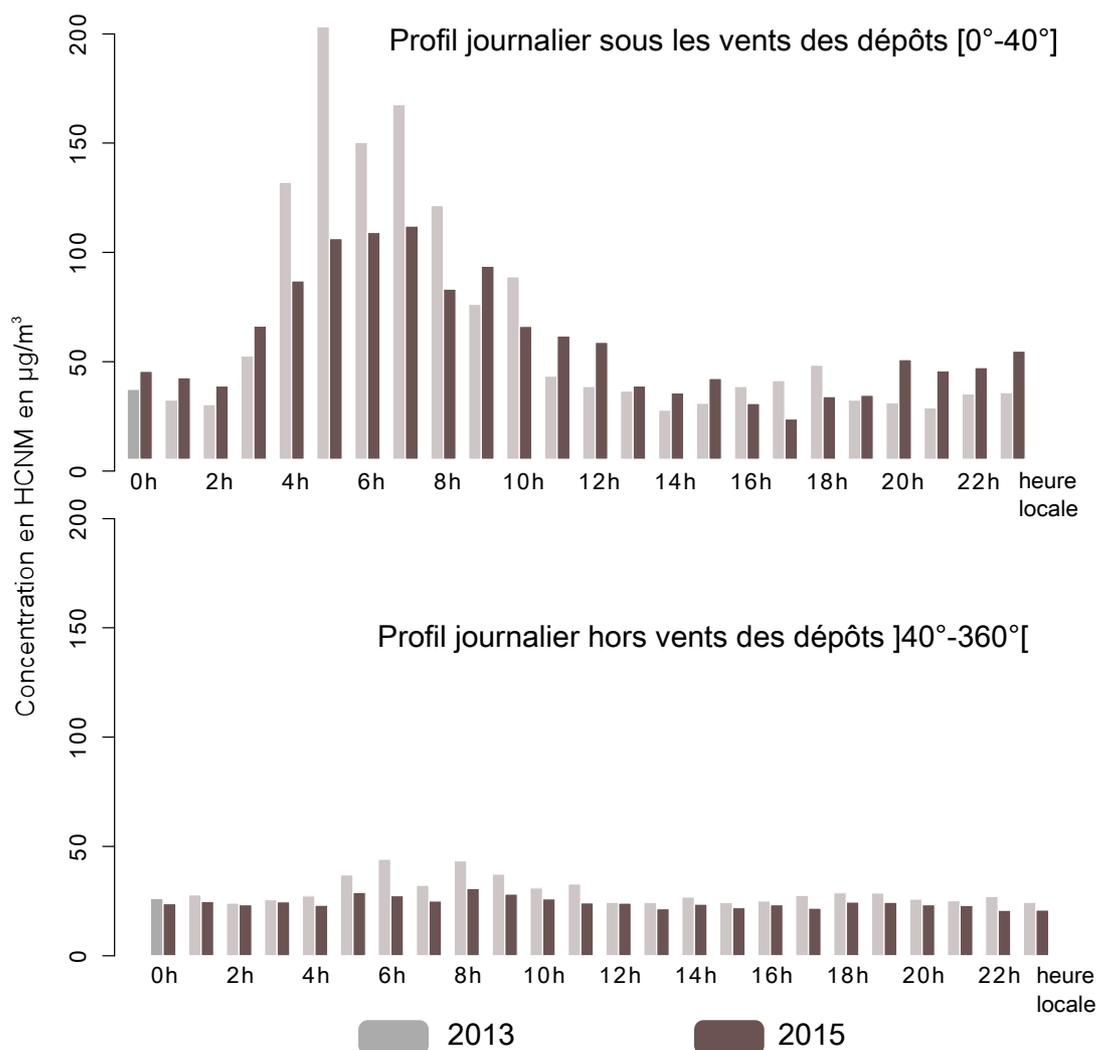 Profil journalier sous les vents des dépôts [0°-40°]
200
150
100
50
0
0h 2h 4h 6h 8h 10h 12h 14h 16h 18h 20h 22h heure
locale
Concentration en HCNM en µg/m³
Profil journalier hors vents des dépôts ]40°-360°[
200
150
100
50
0
0h 2h 4h 6h 8h 10h 12h 14h 16h 18h 20h 22h heure
locale
2013 2015